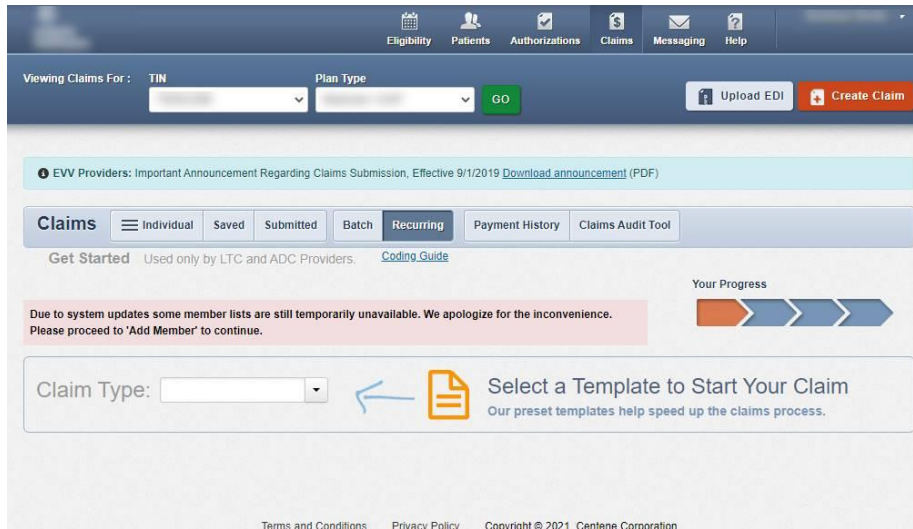 Eligibility Patients Authorizations Claims Messaging Help
Viewing Claims For : TIN Plan Type
GO Upload EDI Create Claim
EVV Providers: Important Announcement Regarding Claims Submission, Effective 9/1/2019 Download announcement (PDF)
Claims Individual Saved Submitted Batch Recurring Payment History Claims Audit Tool
Get Started Used only by LTC and ADC Providers. Coding Guide
Your Progress
Due to system updates some member lists are still temporarily unavailable. We apologize for the inconvenience.
Please proceed to 'Add Member' to continue.
Claim Type: Select a Template to Start Your Claim
Our preset templates help speed up the claims process.
Terms and Conditions Privacy Policy Copyright © 2021 Centene Corporation